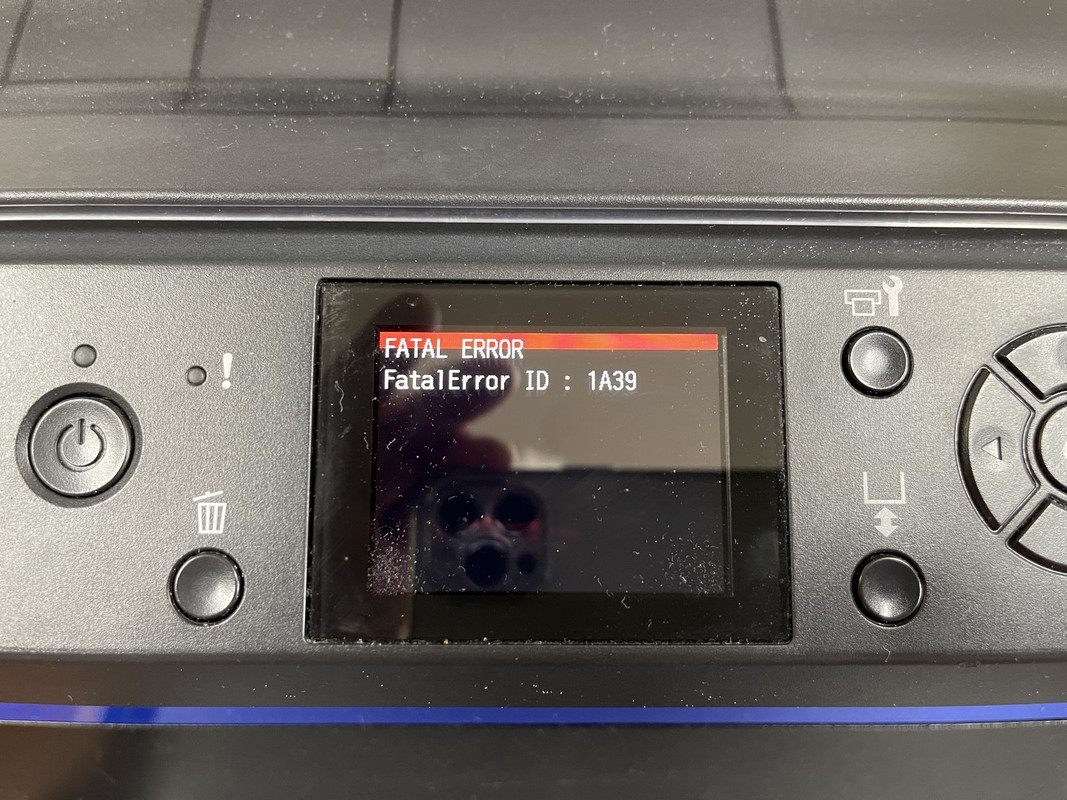 FATAL ERROR
FatalError ID : 1A39
!